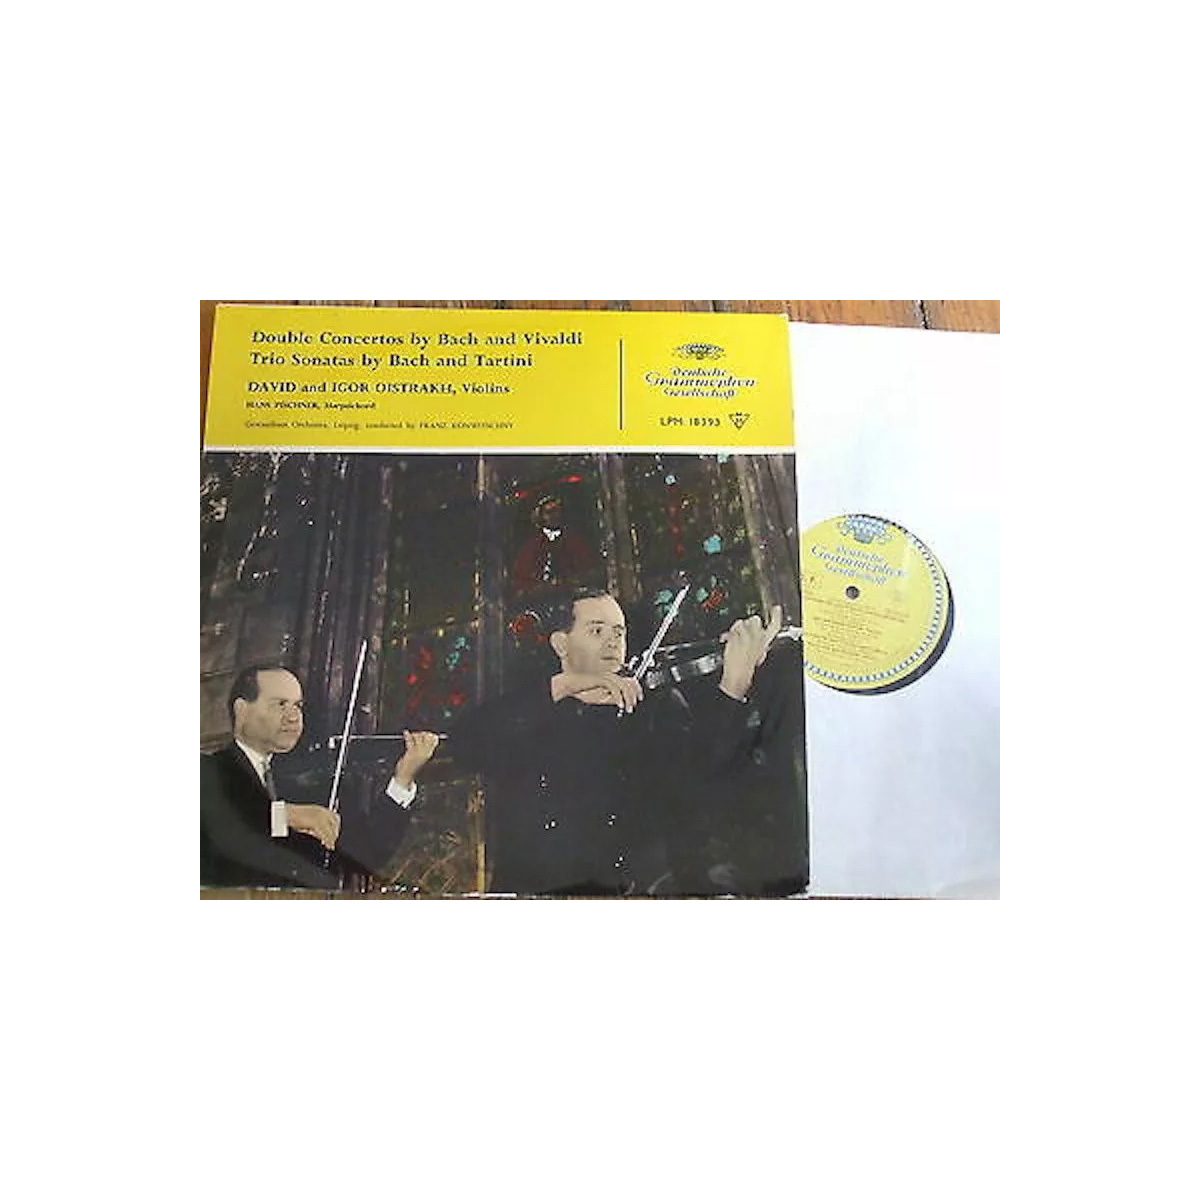 Double Concertos by Bach and Vivaldi
Trio Sonatas by Bach and Tartini
DAVID and IGOR OISTRAKH, Violins
HANS PISCHNER, Harpsichord
Gewandhaus Orchestra, Leipzig, conducted by FRANZ KONWITSCHNY
Deutsche
Grammophon
Gesellschaft
LPM 18393
Deutsche
Grammophon
Gesellschaft